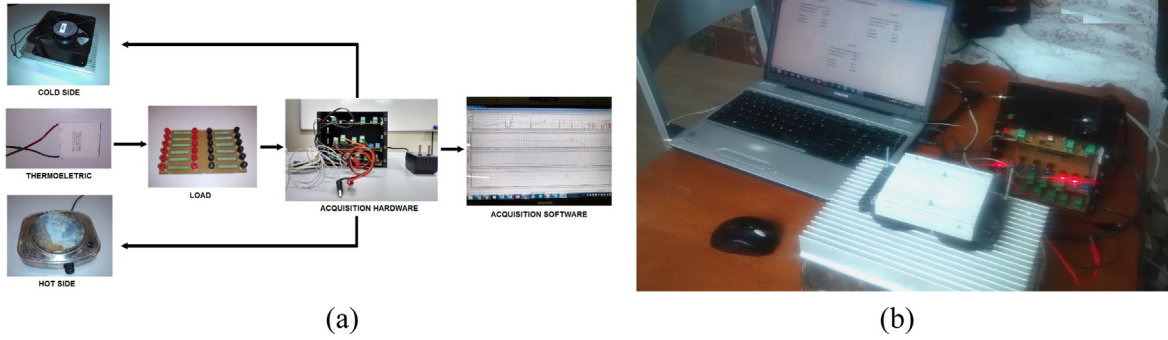 COLD SIDE
THERMOELETRIC
LOAD
ACQUISITION HARDWARE
ACQUISITION SOFTWARE
HOT SIDE
(a)
(b)